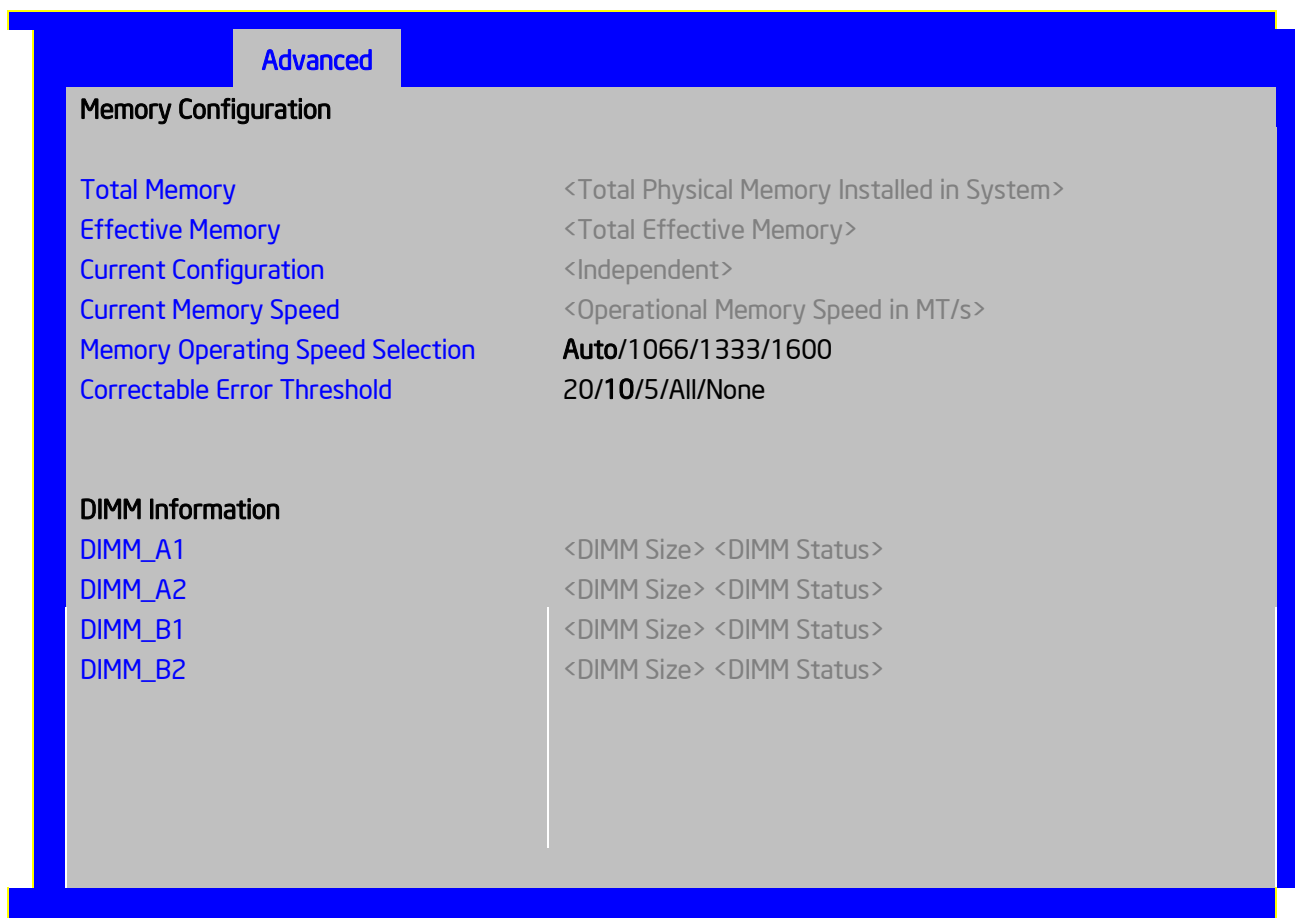 Advanced
Memory Configuration
Total Memory <Total Physical Memory Installed in System>
Effective Memory <Total Effective Memory>
Current Configuration <Independent>
Current Memory Speed <Operational Memory Speed in MT/s>
Memory Operating Speed Selection Auto/1066/1333/1600
Correctable Error Threshold 20/10/5/All/None
DIMM Information
DIMM_A1 <DIMM Size> <DIMM Status>
DIMM_A2 <DIMM Size> <DIMM Status>
DIMM_B1 <DIMM Size> <DIMM Status>
DIMM_B2 <DIMM Size> <DIMM Status>